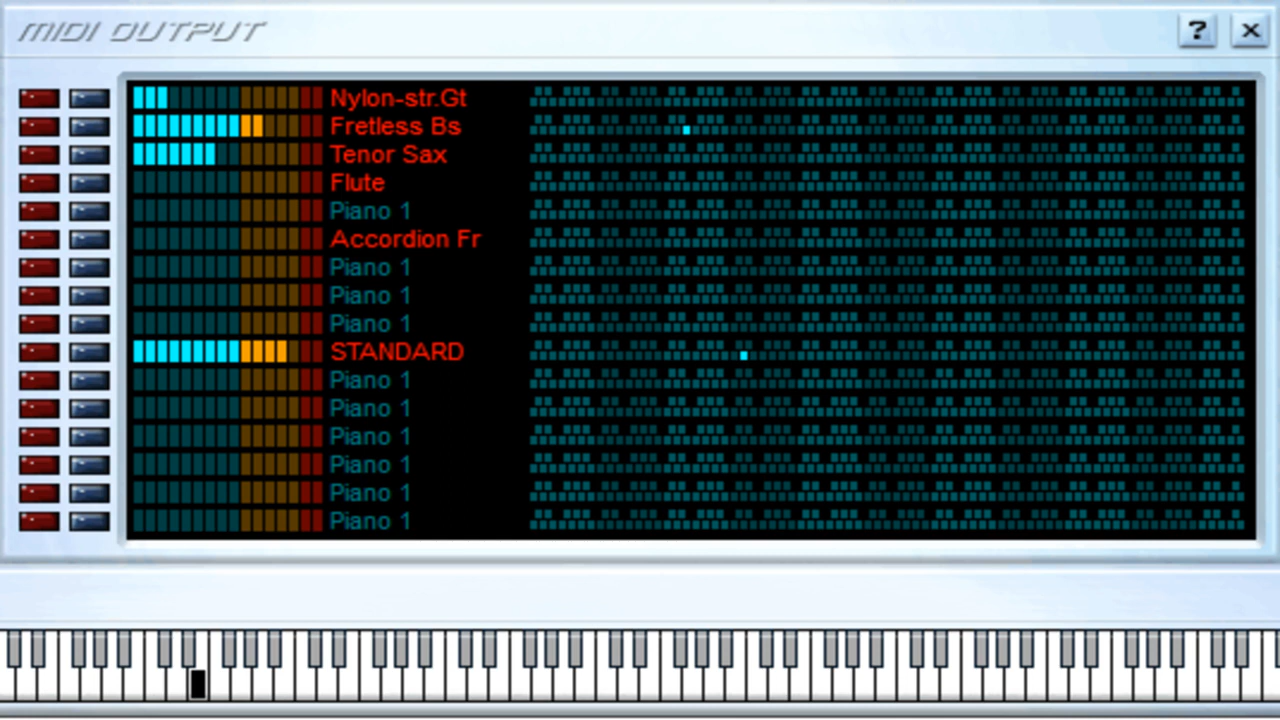 MIDI OUTPUT
? ×
Nylon-str.Gt
Fretless Bs
Tenor Sax
Flute
Piano 1
Accordion Fr
Piano 1
Piano 1
Piano 1
STANDARD
Piano 1
Piano 1
Piano 1
Piano 1
Piano 1
Piano 1